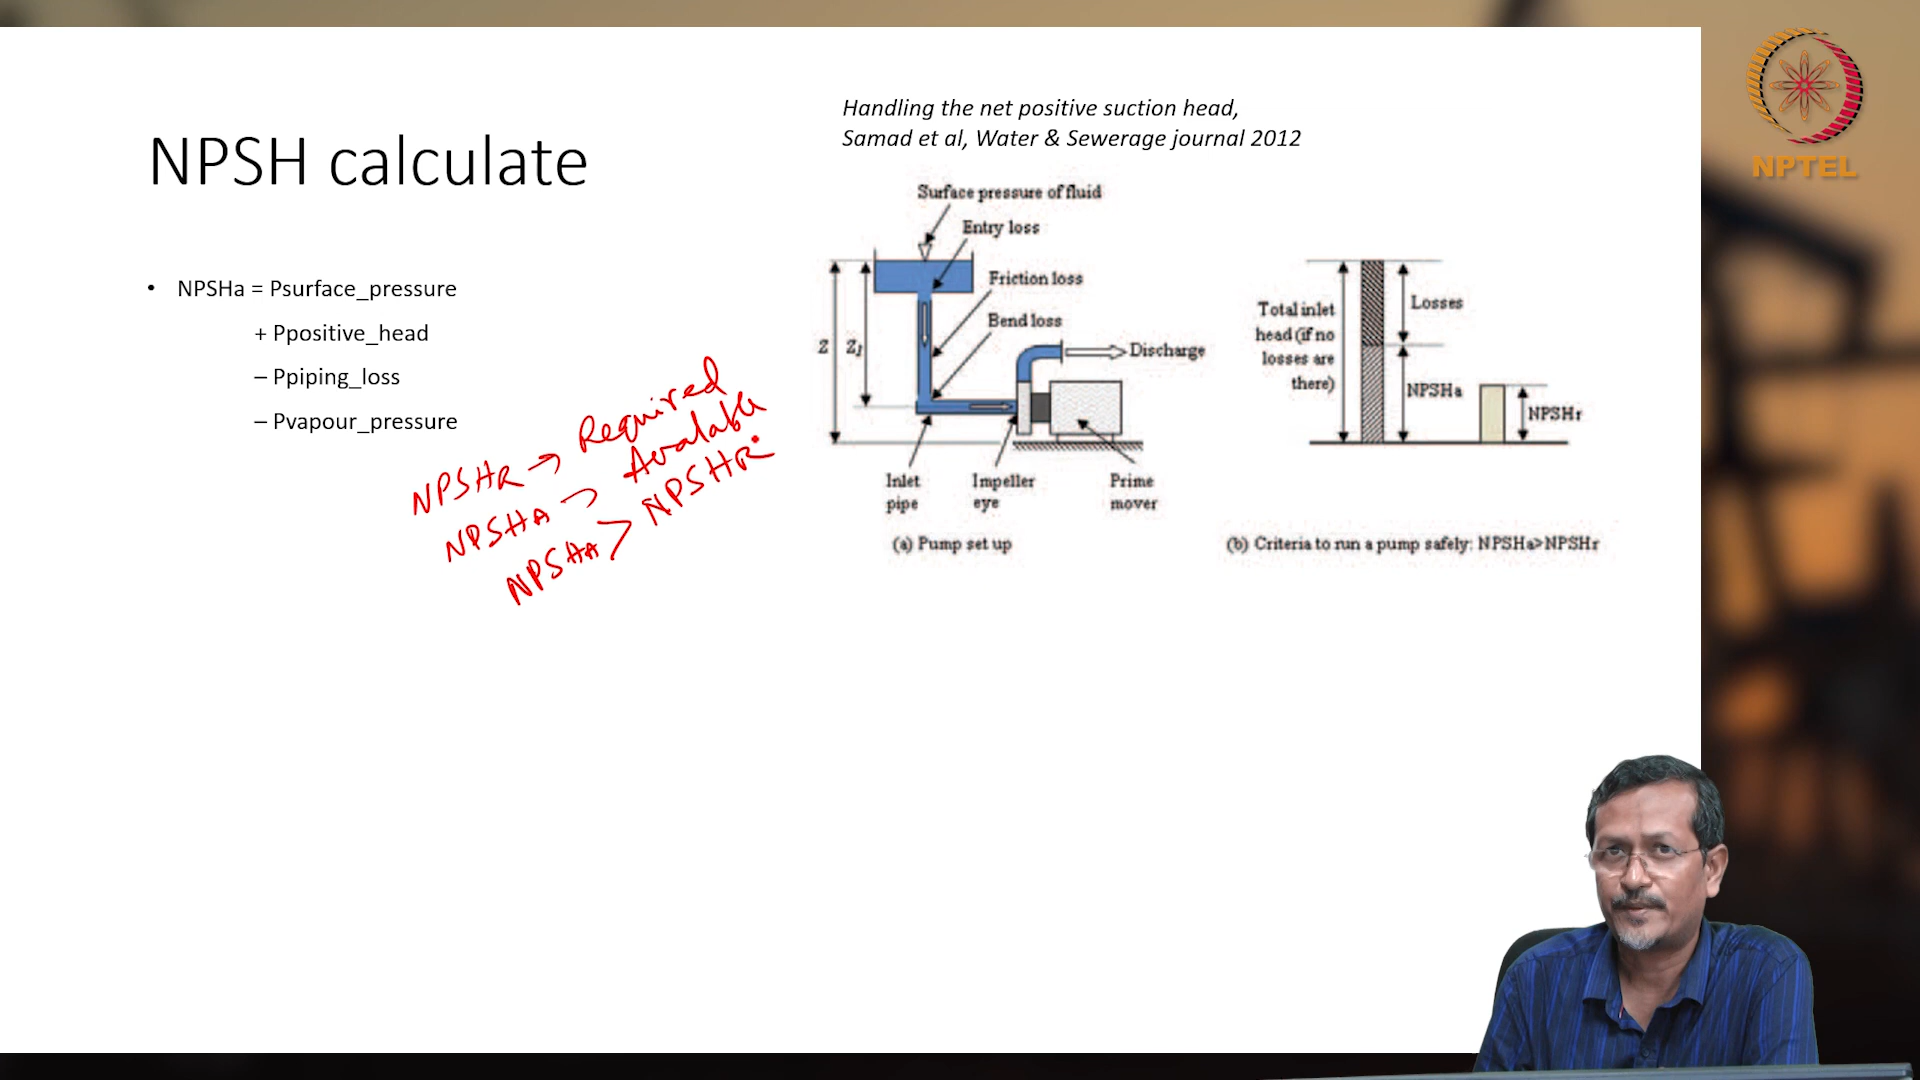 Handling the net positive suction head,
Samad et al, Water & Sewerage journal 2012
NPTEL
NPSH calculate
• NPSHa = Psurface_pressure
+ Ppositive_head
– Ppiping_loss
– Pvapour_pressure
NPSHR → Required
NPSHA → Avalable
NPSHA > NPSHR
Surface pressure of fluid
Entry loss
Friction loss
Bend loss
Z
Z1
Discharge
Inlet
pipe
Impeller
eye
Prime
mover
(a) Pump set up
Total inlet
head (if no
losses are
there)
Losses
NPSHa
NPSHr
(b) Criteria to run a pump safely: NPSHa>NPSHr